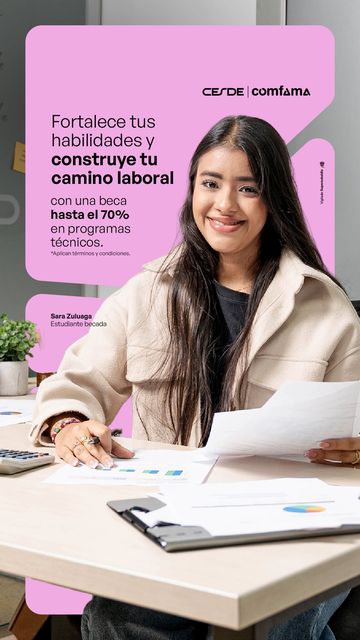 CESDE | comfama
Fortalece tus
habilidades y
construye tu
camino laboral
con una beca
hasta el 70%
en programas
técnicos.
*Aplican términos y condiciones.
Sara Zuluaga
Estudiante becada